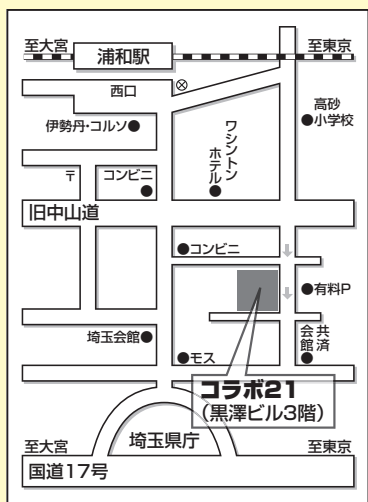 至大宮
浦和駅
至東京
西口
高砂
小学校
伊勢丹・コルソ
ワシントン
ホテル
〒
コンビニ
旧中山道
コンビニ
有料P
埼玉会館
共済
会館
モス
コラボ21
（黒澤ビル3階）
埼玉県庁
至大宮
至東京
国道17号